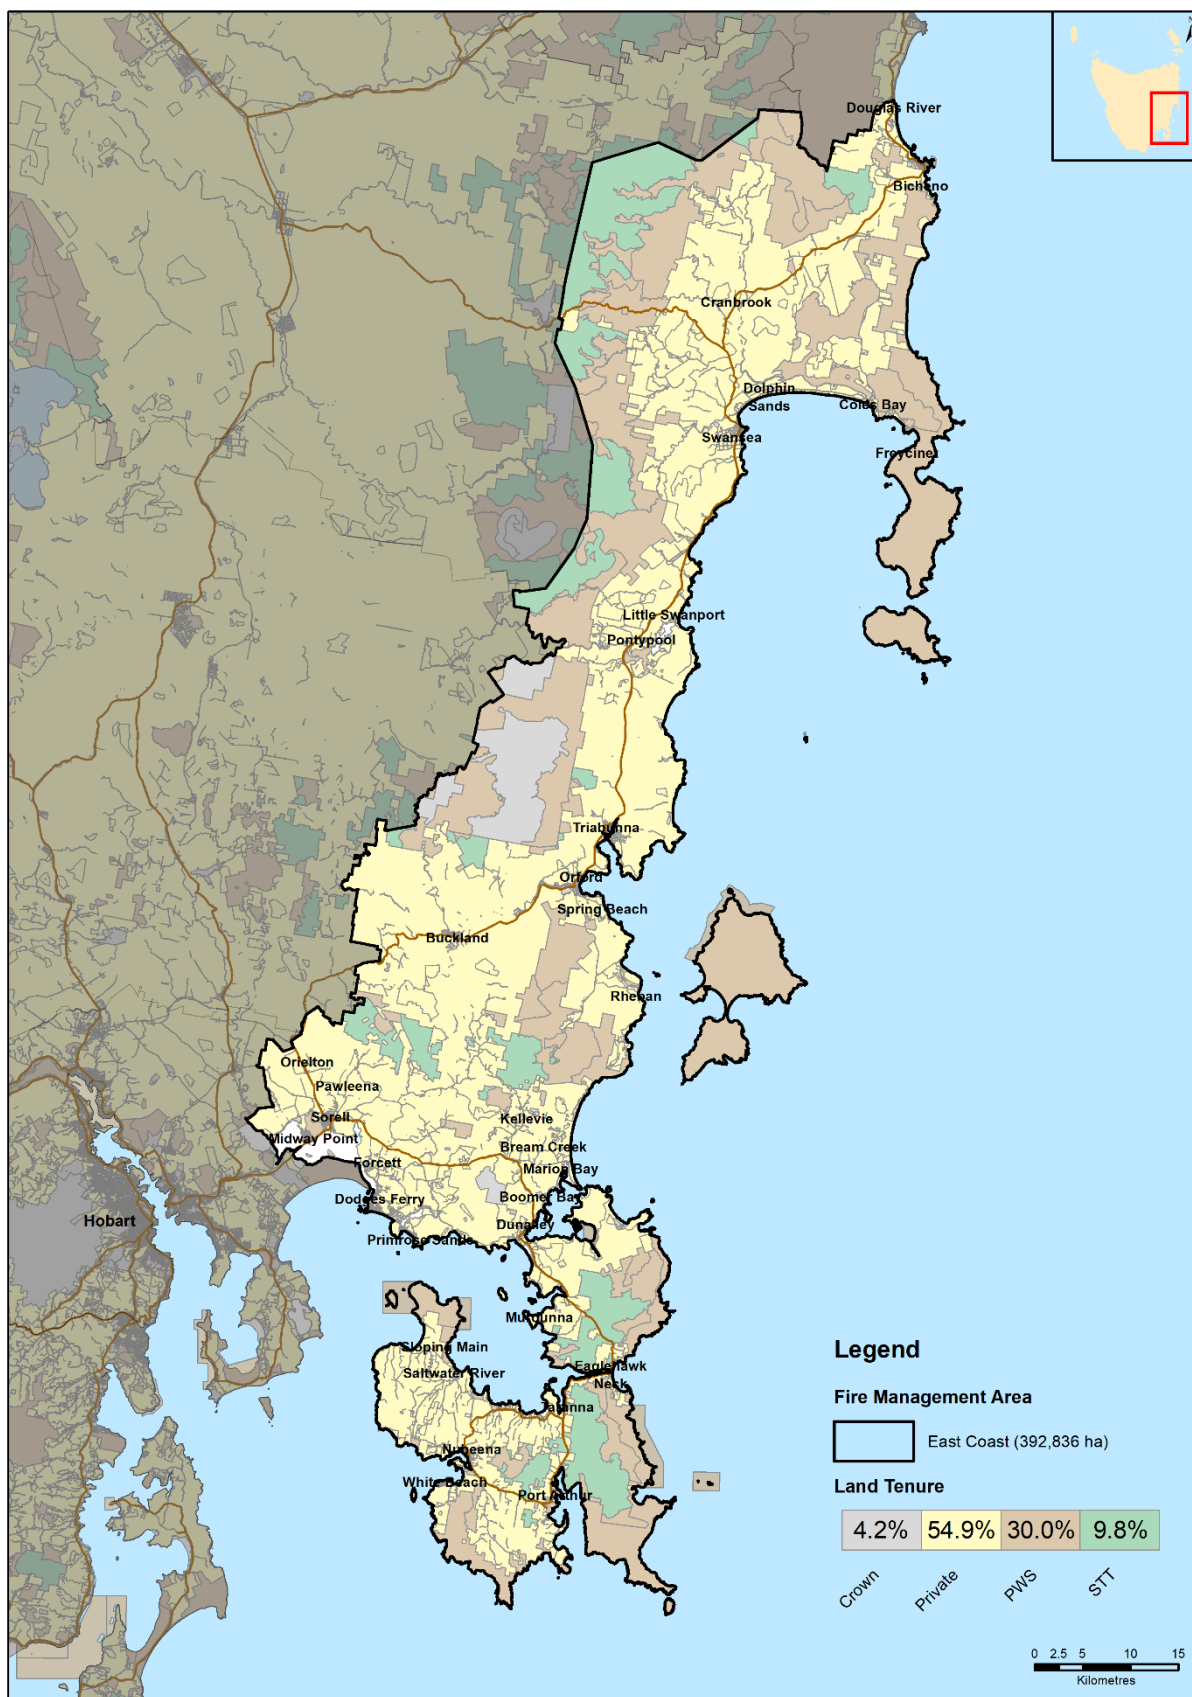 Douglas River
Bicheno
Cranbrook
Dolphin
Sands
Coles Bay
Swansea
Freycinet
Little Swanport
Pontypool
Triabunna
Orford
Spring Beach
Buckland
Rheban
Orielton
Pawleena
Sorell
Kellevie
Midway Point
Bream Creek
Forcett
Marion Bay
Dodges Ferry
Boomer Bay
Hobart
Dunalley
Primrose Sands
Murdunna
Sloping Main
Saltwater River
Eaglehawk
Neck
Taranna
Nubeena
White Beach
Port Arthur
Legend
Fire Management Area
East Coast (392,836 ha)
Land Tenure
4.2% 54.9% 30.0% 9.8%
Crown Private PWS STT
0 2.5 5 10 15
Kilometres